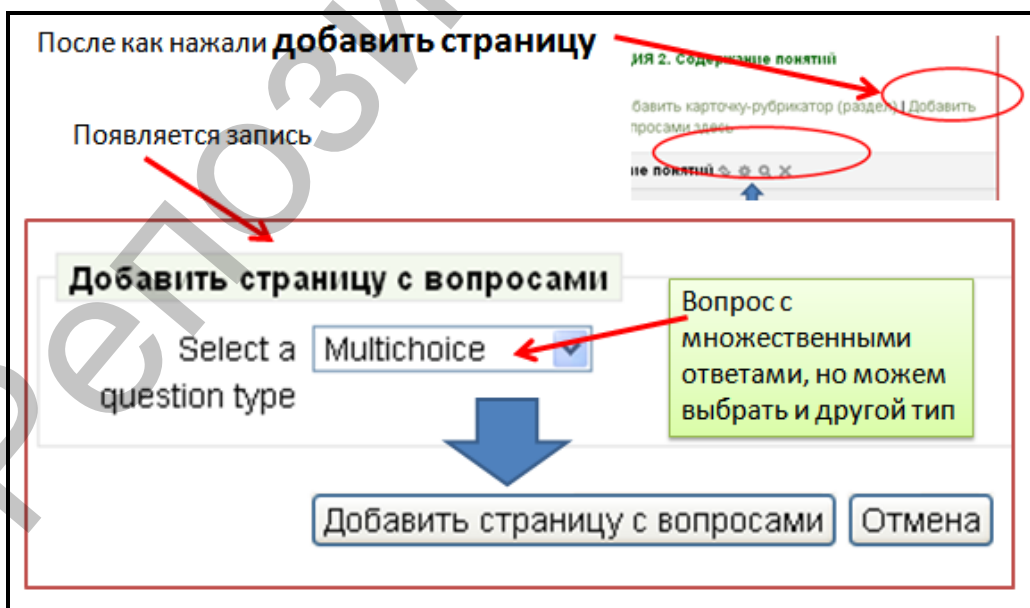 После как нажали добавить страницу
ИЯ 2. Содержание понятий
бавить карточку-рубрикатор (раздел) | Добавить
просами здесь
ие понятий
Появляется запись
Добавить страницу с вопросами
Select a
question type
Multichoice
Вопрос с
множественными
ответами, но можем
выбрать и другой тип
Добавить страницу с вопросами
Отмена